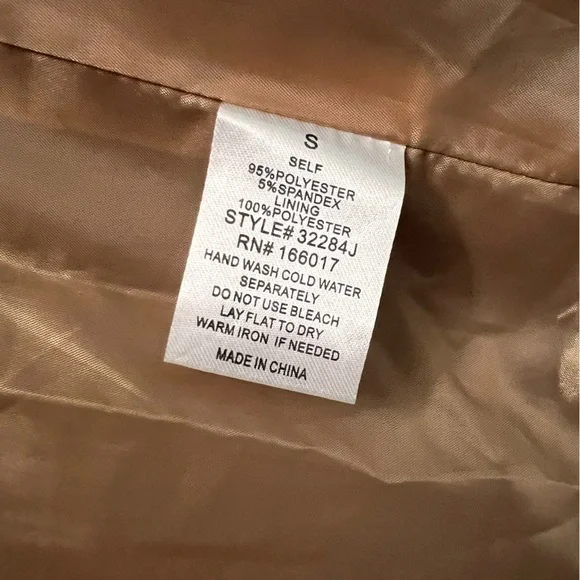 S
SELF
95%POLYESTER
5%SPANDEX
LINING
100%POLYESTER
STYLE# 32284J
RN# 166017
HAND WASH COLD WATER
SEPARATELY
DO NOT USE BLEACH
LAY FLAT TO DRY
WARM IRON IF NEEDED
MADE IN CHINA